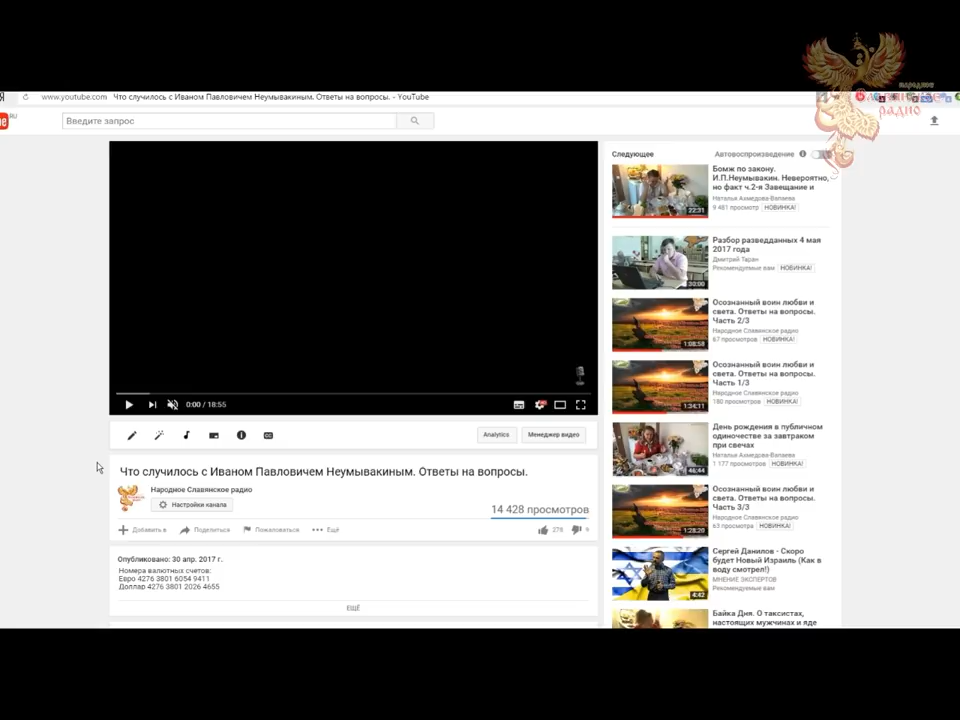 народное
Славянское
радио
www.youtube.com Что случилось с Иваном Павловичем Неумывакиным. Ответы на вопросы. - YouTube
RU
Введите запрос
0:00 / 18:55
Analytics
Менеджер видео
Что случилось с Иваном Павловичем Неумывакиным. Ответы на вопросы.
Народное Славянское радио
Настройки канала
14 428 просмотров
Добавить в
Поделиться
Пожаловаться
Ещё
278
Опубликовано: 30 апр. 2017 г.
Номера валютных счетов:
Евро 4276 3801 6054 9411
Доллар 4276 3801 2026 4655
ЕЩЁ
Следующее
Автовоспроизведение
22:31
Бомж по закону.
И.П.Неумывакин. Невероятно,
но факт ч.2-я Завещание и
Наталья Ахмедова-Вапаева
9 481 просмотр НОВИНКА!
30:00
Разбор разведданных 4 мая
2017 года
Дмитрий Таран
Рекомендуемые вам НОВИНКА!
1:08:58
Осознанный воин любви и
света. Ответы на вопросы.
Часть 2/3
Народное Славянское радио
67 просмотров НОВИНКА!
1:34:11
Осознанный воин любви и
света. Ответы на вопросы.
Часть 1/3
Народное Славянское радио
180 просмотров НОВИНКА!
46:44
День рождения в публичном
одиночестве за завтраком
при свечах
Наталья Ахмедова-Вапаева
1 177 просмотров НОВИНКА!
1:28:20
Осознанный воин любви и
света. Ответы на вопросы.
Часть 3/3
Народное Славянское радио
63 просмотра НОВИНКА!
4:42
Сергей Данилов - Скоро
будет Новый Израиль (Как в
воду смотрел!)
МНЕНИЕ ЭКСПЕРТОВ
Рекомендуемые вам
Байка Дня. О таксистах,
настоящих мужчинах и яде